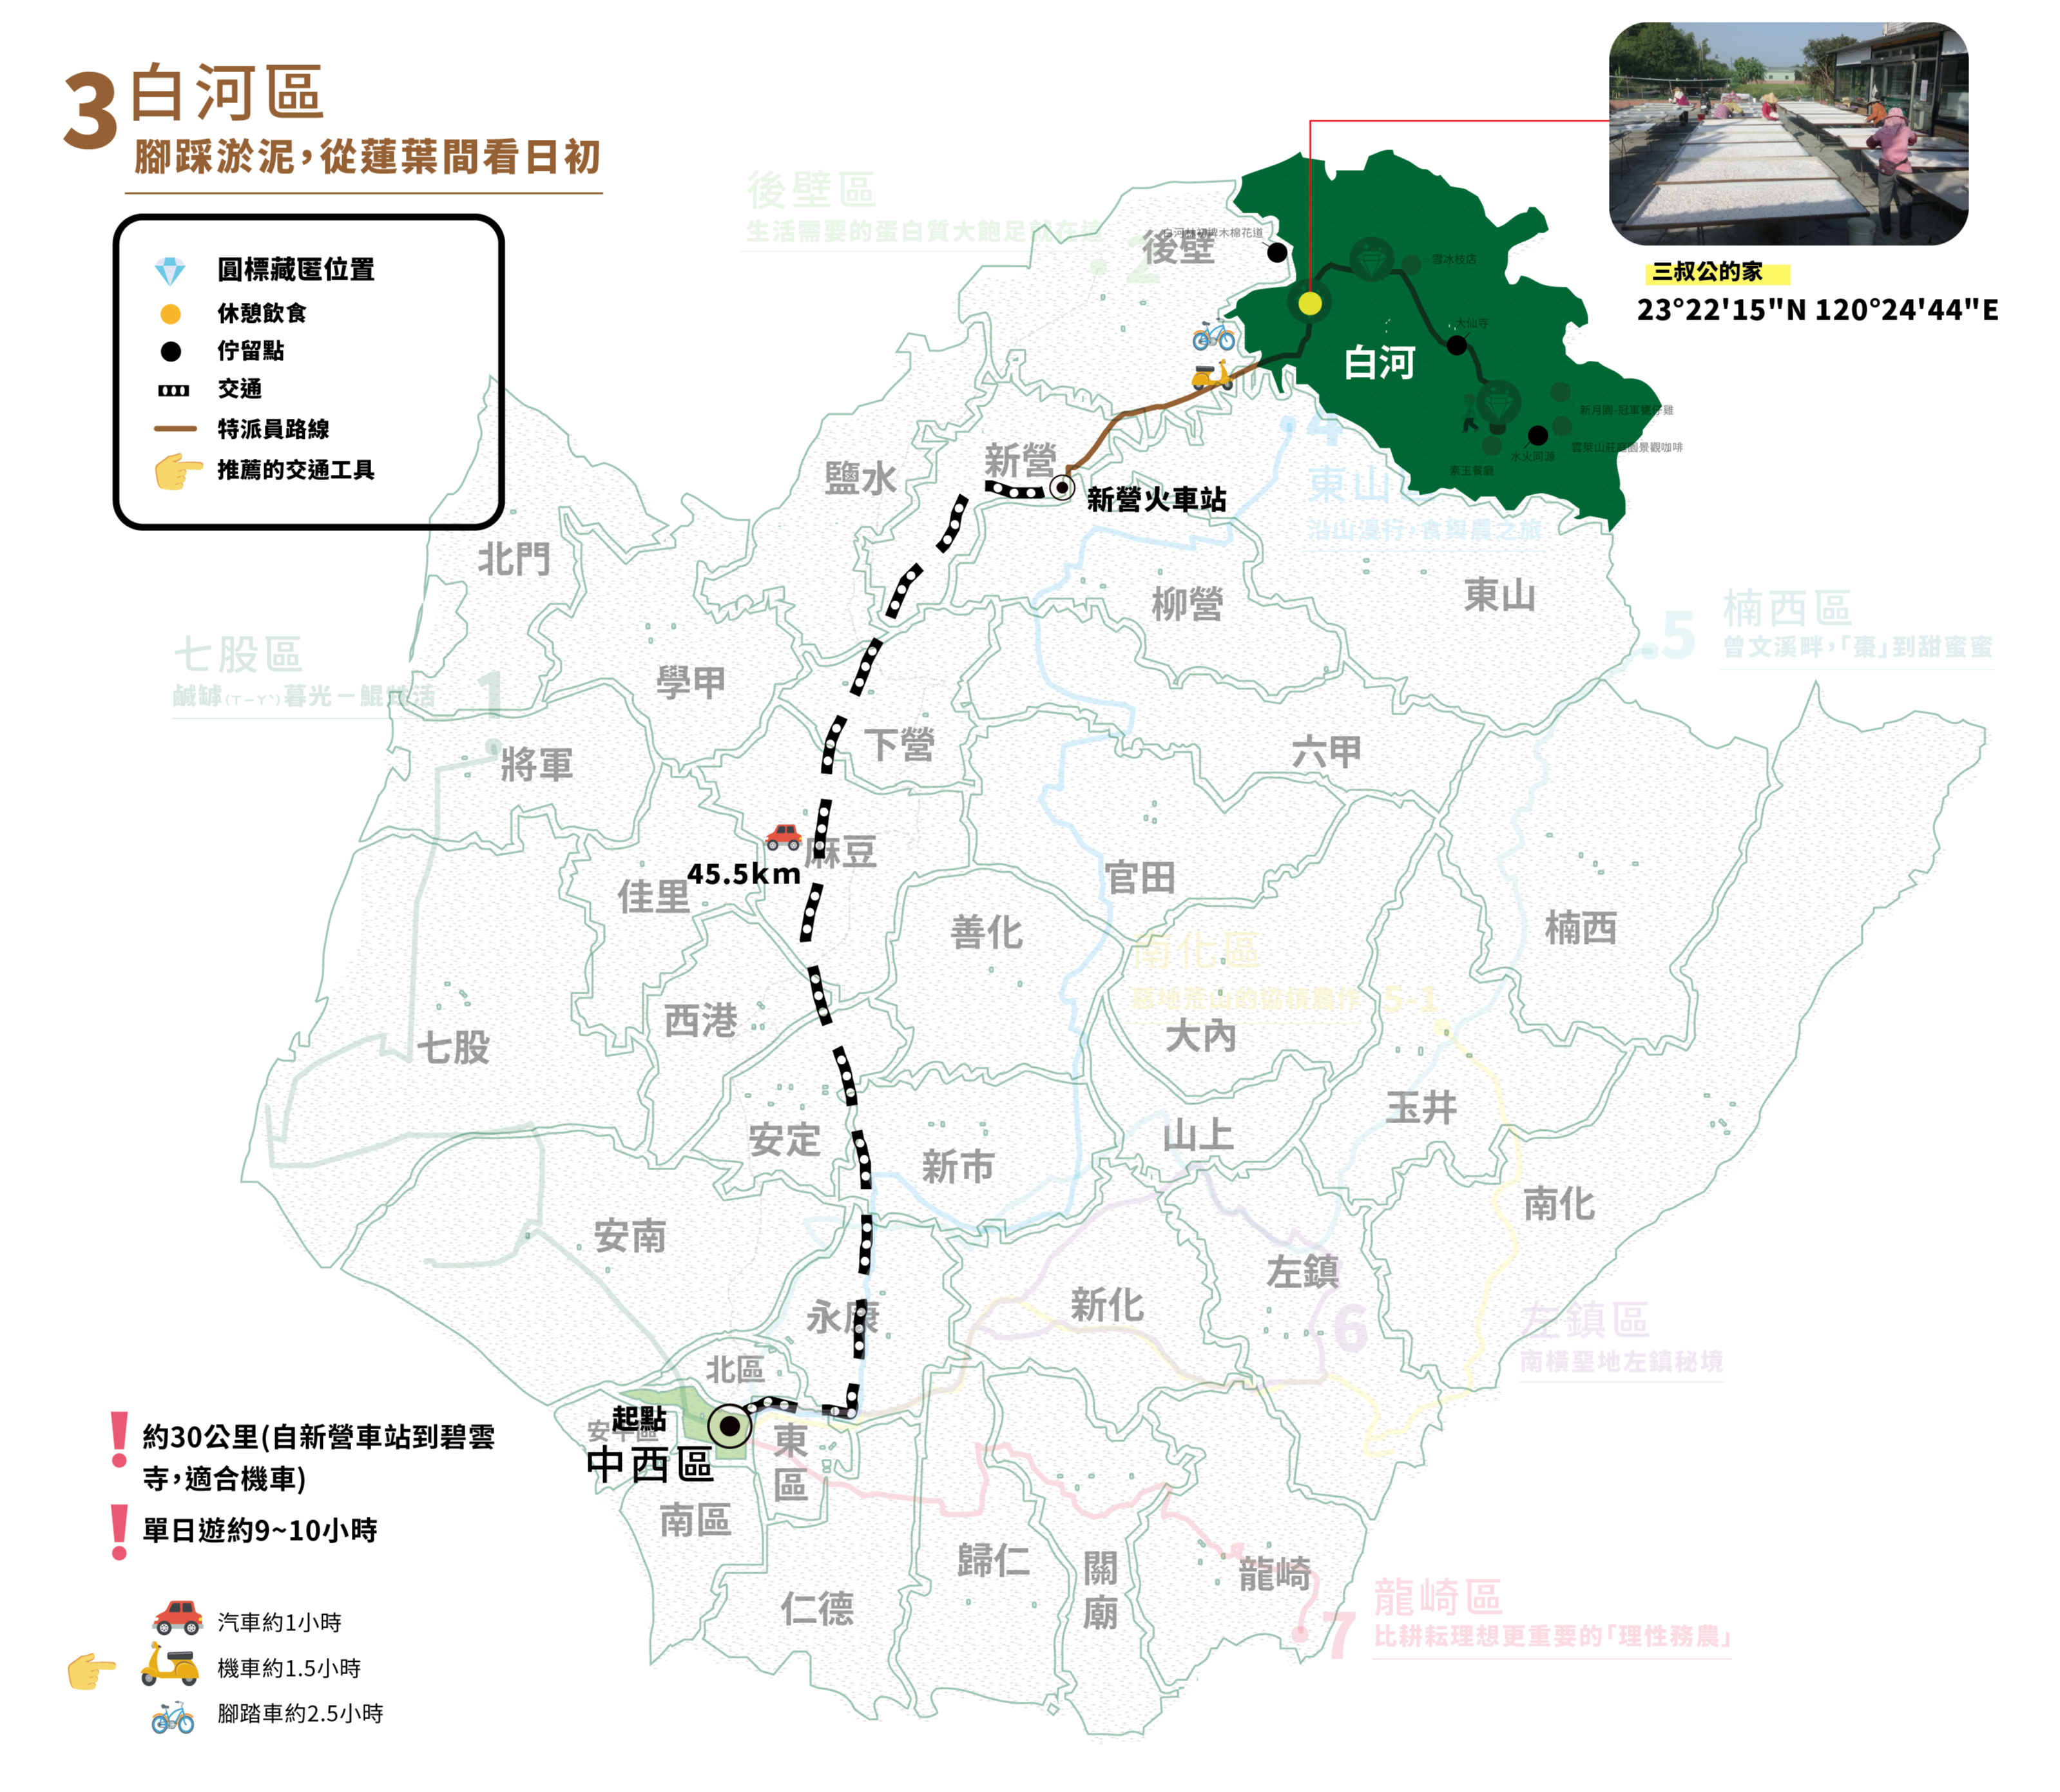 3 白河區
腳踩淤泥，從蓮葉間看日初
圓標藏匿位置
休憩飲食
佇留點
交通
特派員路線
推薦的交通工具
三叔公的家
23°22'15"N 120°24'44"E
後壁區
生活需要的蛋白質大飽足就在這
2
後壁
白河林初埤木棉花道
雪冰枝店
大仙寺
白河
新月園-冠軍甕仔雞
雲萊山莊庭園景觀咖啡
水火同源
素玉餐廳
4
東山
沿山漫行，食與農之旅
新營
新營火車站
鹽水
北門
柳營
東山
楠西區
.5
曾文溪畔，「棗」到甜蜜蜜
七股區
鹹罅(ㄒㄧㄚˋ)暮光－鯤
活
1
學甲
將軍
下營
六甲
麻豆
45.5km
佳里
官田
善化
楠西
南化區
5-1
西港
大內
七股
玉井
安定
山上
新市
南化
安南
左鎮
新化
永康
6
左鎮區
南橫堊地左鎮秘境
北區
起點
安平區
中西區
東區
南區
約30公里(自新營車站到碧雲
寺，適合機車)
單日遊約9~10小時
歸仁
關廟
龍崎
仁德
7
龍崎區
比耕耘理想更重要的「理性務農」
汽車約1小時
機車約1.5小時
腳踏車約2.5小時